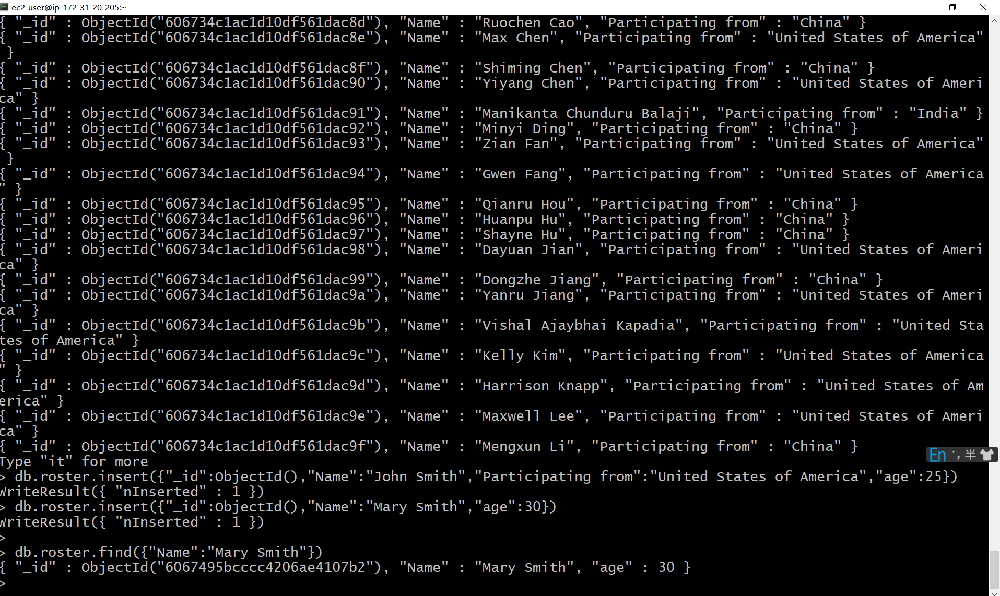 ec2-user@ip-172-31-20-205:~
{ "_id" : ObjectId("606734c1ac1d10df561dac8d"), "Name" : "Ruochen Cao", "Participating from" : "China" }
{ "_id" : ObjectId("606734c1ac1d10df561dac8e"), "Name" : "Max Chen", "Participating from" : "United States of America"
 }
{ "_id" : ObjectId("606734c1ac1d10df561dac8f"), "Name" : "Shiming Chen", "Participating from" : "China" }
{ "_id" : ObjectId("606734c1ac1d10df561dac90"), "Name" : "Yiyang Chen", "Participating from" : "United States of Ameri
ca" }
{ "_id" : ObjectId("606734c1ac1d10df561dac91"), "Name" : "Manikanta Chunduru Balaji", "Participating from" : "India" }
{ "_id" : ObjectId("606734c1ac1d10df561dac92"), "Name" : "Minyi Ding", "Participating from" : "China" }
{ "_id" : ObjectId("606734c1ac1d10df561dac93"), "Name" : "Zian Fan", "Participating from" : "United States of America"
 }
{ "_id" : ObjectId("606734c1ac1d10df561dac94"), "Name" : "Gwen Fang", "Participating from" : "United States of America
" }
{ "_id" : ObjectId("606734c1ac1d10df561dac95"), "Name" : "Qianru Hou", "Participating from" : "China" }
{ "_id" : ObjectId("606734c1ac1d10df561dac96"), "Name" : "Huanpu Hu", "Participating from" : "China" }
{ "_id" : ObjectId("606734c1ac1d10df561dac97"), "Name" : "Shayne Hu", "Participating from" : "China" }
{ "_id" : ObjectId("606734c1ac1d10df561dac98"), "Name" : "Dayuan Jian", "Participating from" : "United States of Ameri
ca" }
{ "_id" : ObjectId("606734c1ac1d10df561dac99"), "Name" : "Dongzhe Jiang", "Participating from" : "China" }
{ "_id" : ObjectId("606734c1ac1d10df561dac9a"), "Name" : "Yanru Jiang", "Participating from" : "United States of Ameri
ca" }
{ "_id" : ObjectId("606734c1ac1d10df561dac9b"), "Name" : "Vishal Ajaybhai Kapadia", "Participating from" : "United Sta
tes of America" }
{ "_id" : ObjectId("606734c1ac1d10df561dac9c"), "Name" : "Kelly Kim", "Participating from" : "United States of America
" }
{ "_id" : ObjectId("606734c1ac1d10df561dac9d"), "Name" : "Harrison Knapp", "Participating from" : "United States of Am
erica" }
{ "_id" : ObjectId("606734c1ac1d10df561dac9e"), "Name" : "Maxwell Lee", "Participating from" : "United States of Ameri
ca" }
{ "_id" : ObjectId("606734c1ac1d10df561dac9f"), "Name" : "Mengxun Li", "Participating from" : "China" }
En ·, 半
Type "it" for more
> db.roster.insert({"_id":ObjectId(),"Name":"John Smith","Participating from":"United States of America","age":25})
WriteResult({ "nInserted" : 1 })
> db.roster.insert({"_id":ObjectId(),"Name":"Mary Smith","age":30})
WriteResult({ "nInserted" : 1 })
>
> db.roster.find({"Name":"Mary Smith"})
{ "_id" : ObjectId("6067495bcccc4206ae4107b2"), "Name" : "Mary Smith", "age" : 30 }
>